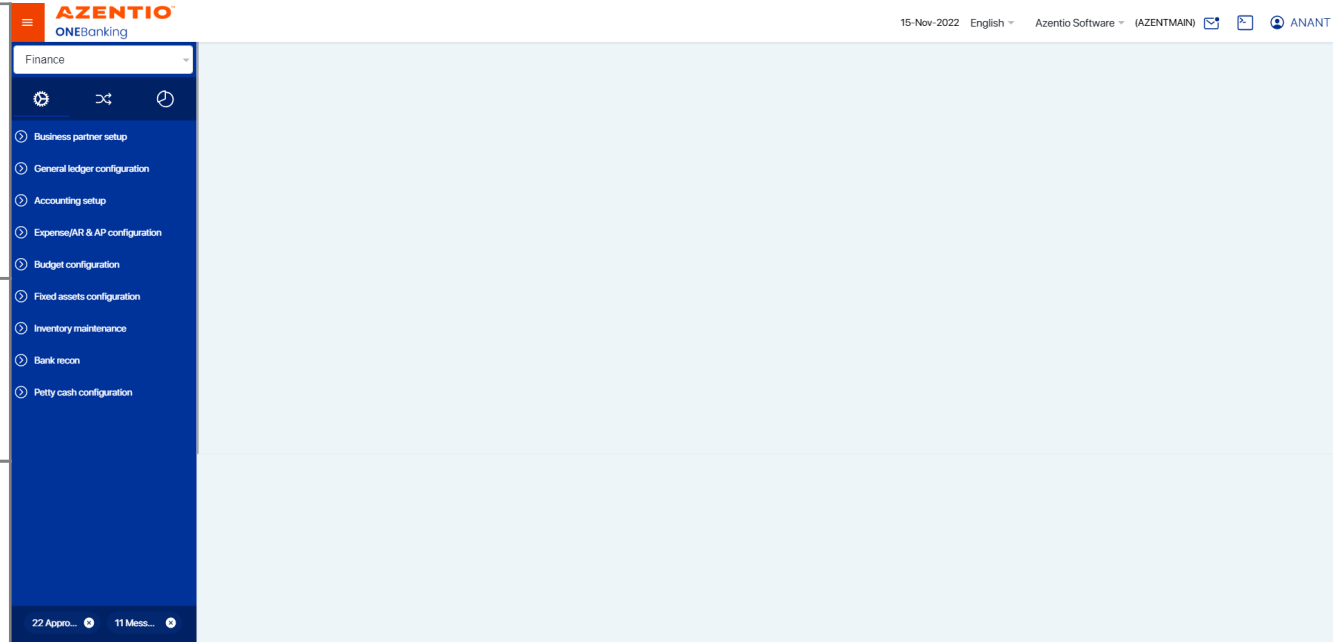 AZENTIO
ONEBanking
15-Nov-2022 English Azentio Software (AZENTMAIN) ANANT
Finance
Business partner setup
General ledger configuration
Accounting setup
Expense/AR & AP configuration
Budget configuration
Fixed assets configuration
Inventory maintenance
Bank recon
Petty cash configuration
22 Appro... 11 Mess...